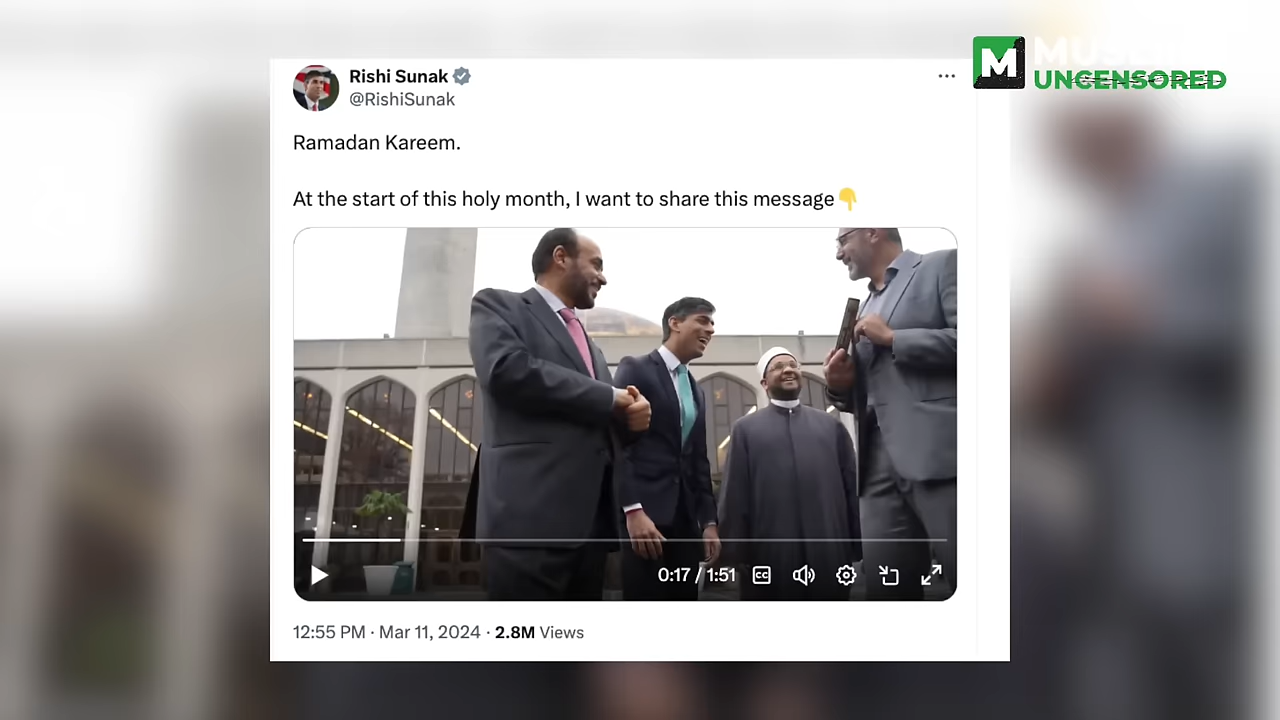 Rishi Sunak
@RishiSunak
Ramadan Kareem.
At the start of this holy month, I want to share this message👇
0:17 / 1:51
CC
12:55 PM · Mar 11, 2024 · 2.8M Views
M
UNCENSORED